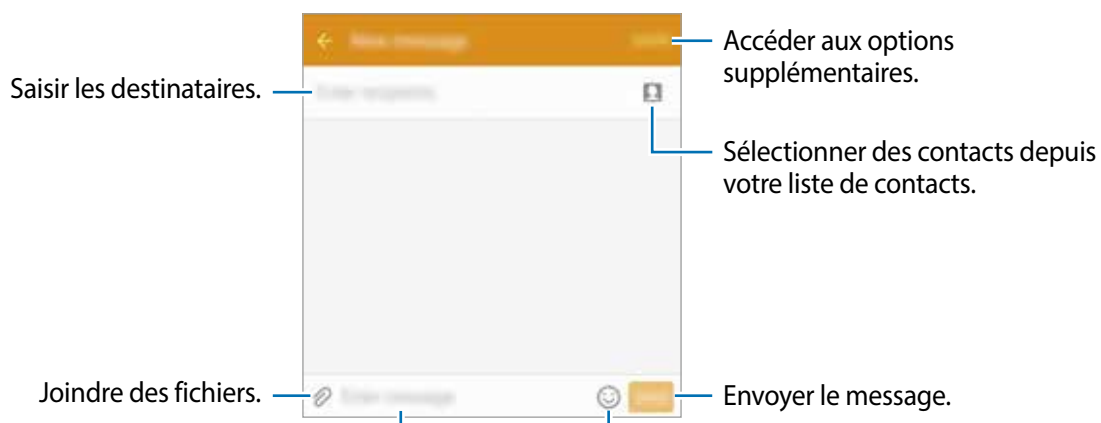 Accéder aux options
supplémentaires.
Saisir les destinataires.
Sélectionner des contacts depuis
votre liste de contacts.
Joindre des fichiers.
Envoyer le message.